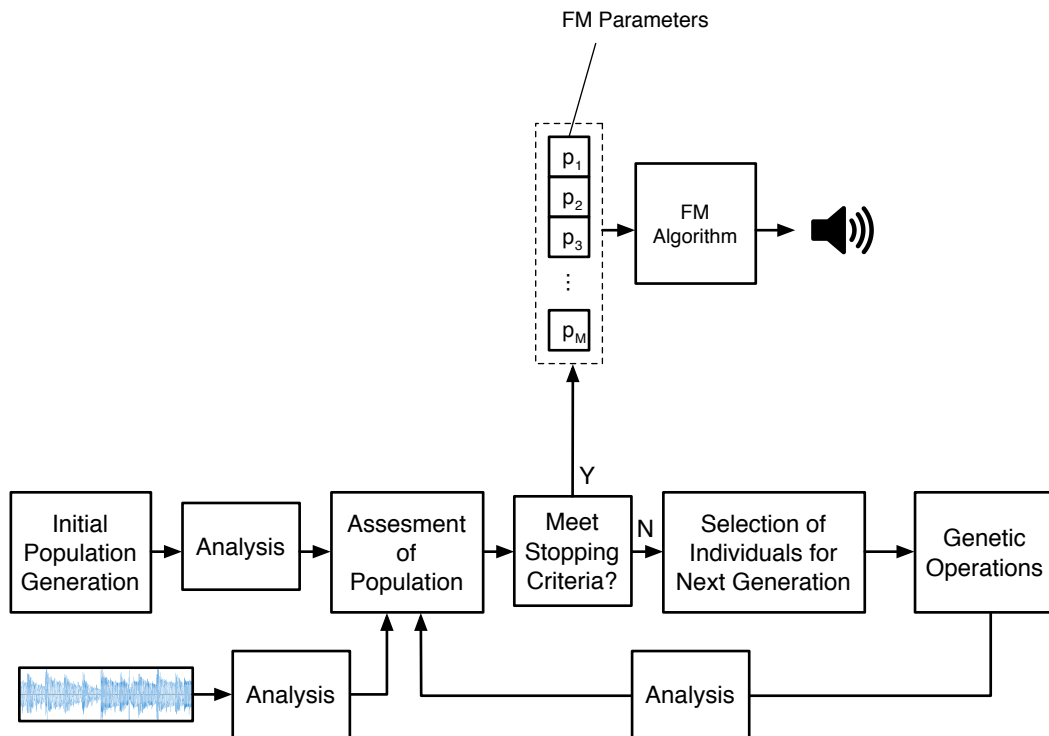 FM Parameters
p1
p2
p3
...
pM
FM
Algorithm
Y
Initial
Population
Generation
Analysis
Assesment
of
Population
Meet
Stopping
Criteria?
N
Selection of
Individuals for
Next Generation
Genetic
Operations
Analysis
Analysis